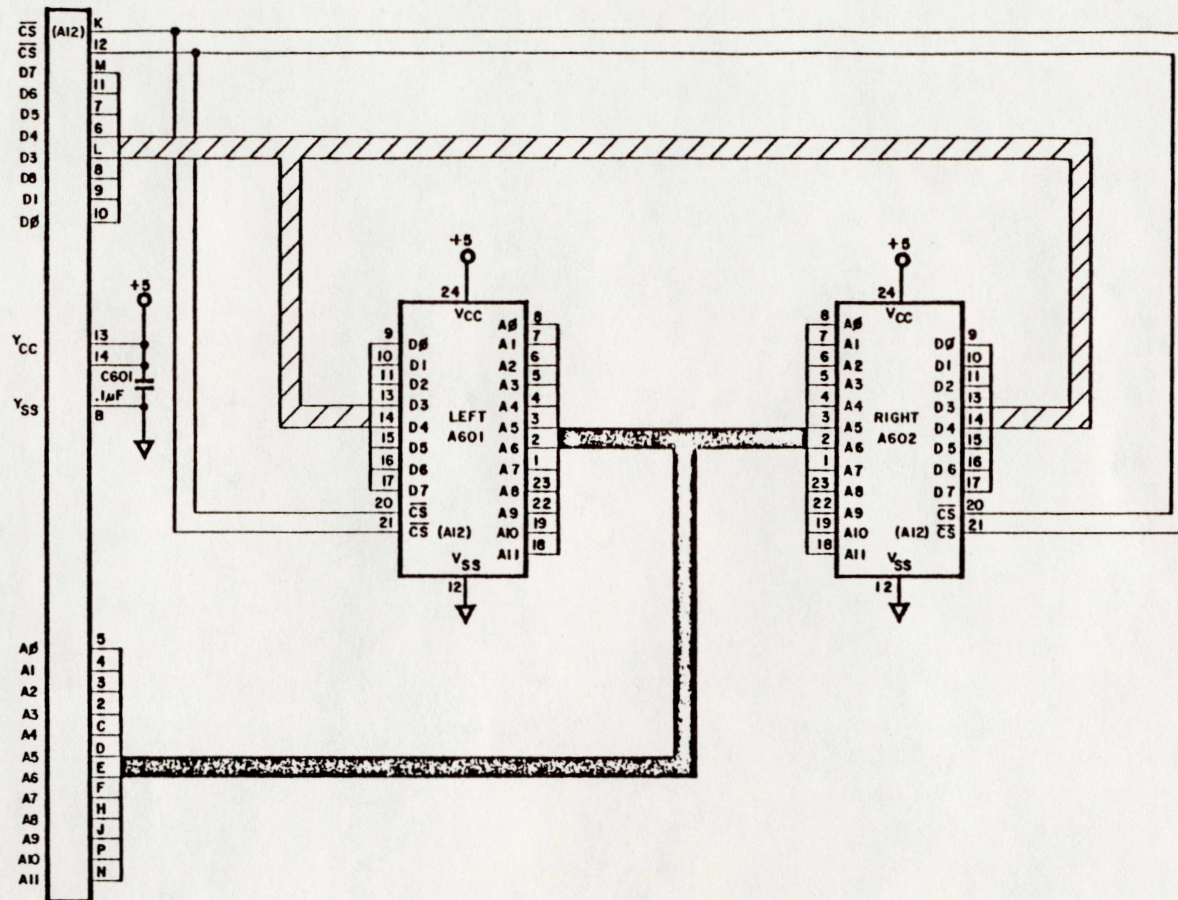 CS (A12) K
CS 12
D7 M
D6 11
D5 7
D4 6
D3 L
D8 8
D1 9
DØ 10
+5
YCC 13
14
C601
.1µF
YSS B
+5
24
VCC
9 DØ
10 D1
11 D2
13 D3
14 D4
15 D5
16 D6
17 D7
20 CS
21 CS (A12)
LEFT
A601
AØ 8
A1 7
A2 6
A3 5
A4 4
A5 3
A6 2
A7 1
A8 23
A9 22
A10 19
A11 18
VSS
12
+5
24
VCC
8 AØ
7 A1
6 A2
5 A3
4 A4
3 A5
2 A6
1 A7
23 A8
22 A9
19 A10
18 A11
RIGHT
A602
DØ 9
D1 10
D2 11
D3 13
D4 14
D5 15
D6 16
D7 17
CS 20
(A12) CS 21
VSS
12
AØ 5
A1 4
A2 3
A3 2
A4 C
A5 D
A6 E
A7 F
A8 H
A9 J
A10 P
A11 N